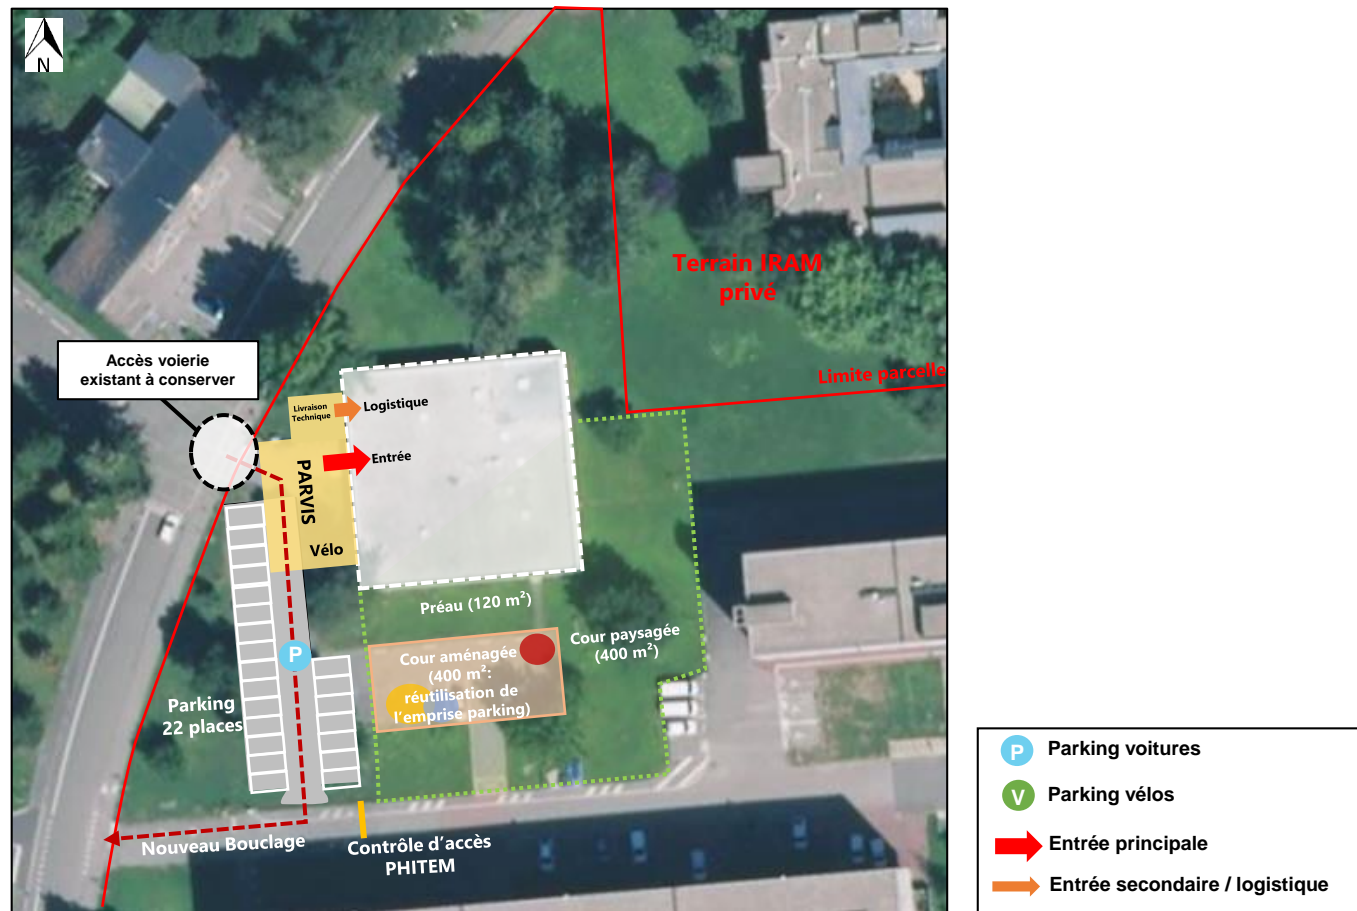 N
Terrain IRAM
privé
Limite parcelle
Accès voierie
existant à conserver
Livraison
Technique
Logistique
Entrée
PARVIS
Vélo
Préau (120 m²)
Cour paysagée
(400 m²)
Cour aménagée
(400 m²:
réutilisation de
l'emprise parking)
P
Parking
22 places
Nouveau Bouclage
Contrôle d'accès
PHITEM
P Parking voitures
V Parking vélos
Entrée principale
Entrée secondaire / logistique